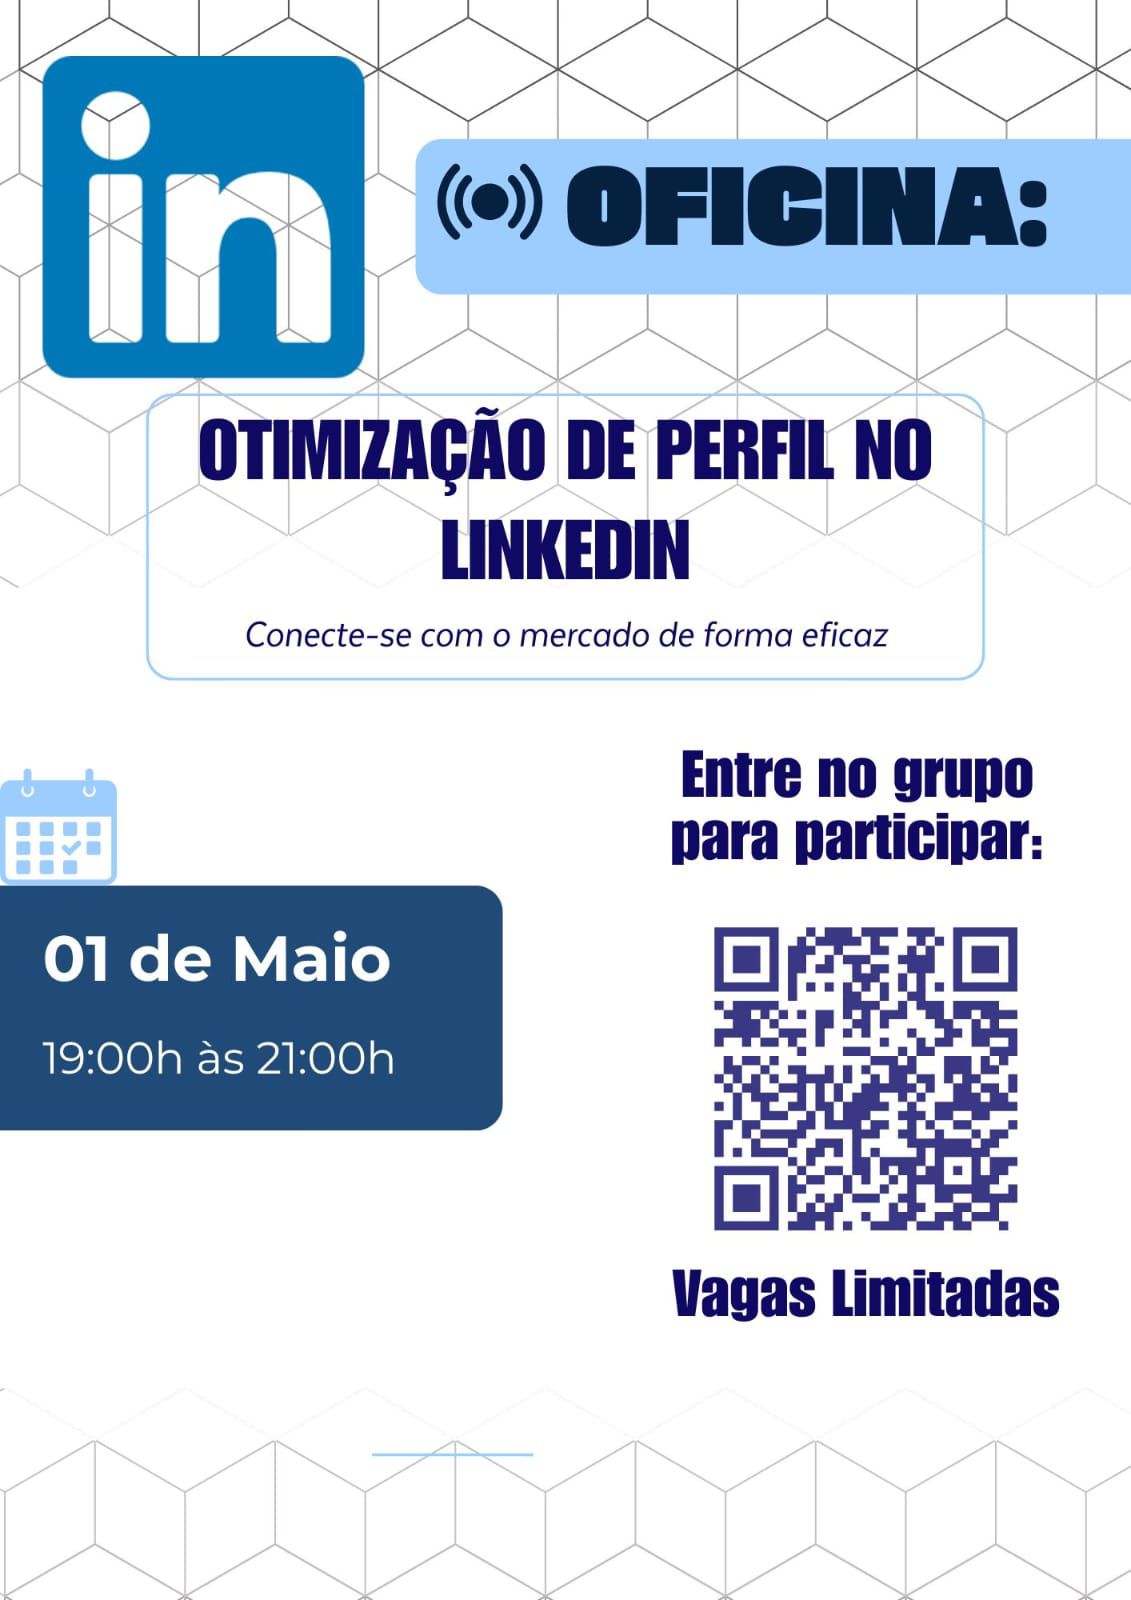 in
OFICINA:
OTIMIZAÇÃO DE PERFIL NO
LINKEDIN
Conecte-se com o mercado de forma eficaz
Entre no grupo
para participar:
01 de Maio
19:00h às 21:00h
Vagas Limitadas